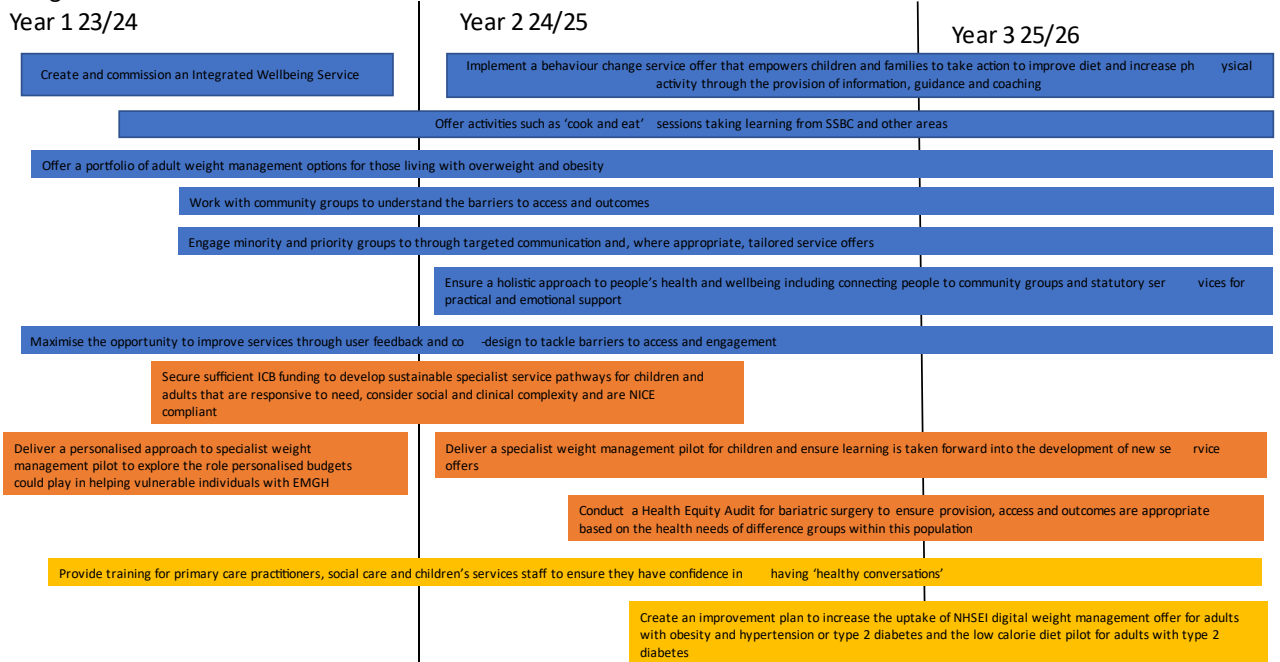 Year 1 23/24
Year 2 24/25
Year 3 25/26
Create and commission an Integrated Wellbeing Service
Implement a behaviour change service offer that empowers children and families to take action to improve diet and increase ph ysical
activity through the provision of information, guidance and coaching
Offer activities such as ‘cook and eat’ sessions taking learning from SSBC and other areas
Offer a portfolio of adult weight management options for those living with overweight and obesity
Work with community groups to understand the barriers to access and outcomes
Engage minority and priority groups to through targeted communication and, where appropriate, tailored service offers
Ensure a holistic approach to people’s health and wellbeing including connecting people to community groups and statutory ser vices for
practical and emotional support
Maximise the opportunity to improve services through user feedback and co -design to tackle barriers to access and engagement
Secure sufficient ICB funding to develop sustainable specialist service pathways for children and
adults that are responsive to need, consider social and clinical complexity and are NICE
compliant
Deliver a personalised approach to specialist weight
management pilot to explore the role personalised budgets
could play in helping vulnerable individuals with EMGH
Deliver a specialist weight management pilot for children and ensure learning is taken forward into the development of new se rvice
offers
Conduct a Health Equity Audit for bariatric surgery to ensure provision, access and outcomes are appropriate
based on the health needs of difference groups within this population
Provide training for primary care practitioners, social care and children’s services staff to ensure they have confidence in having ‘healthy conversations’
Create an improvement plan to increase the uptake of NHSEI digital weight management offer for adults
with obesity and hypertension or type 2 diabetes and the low calorie diet pilot for adults with type 2
diabetes